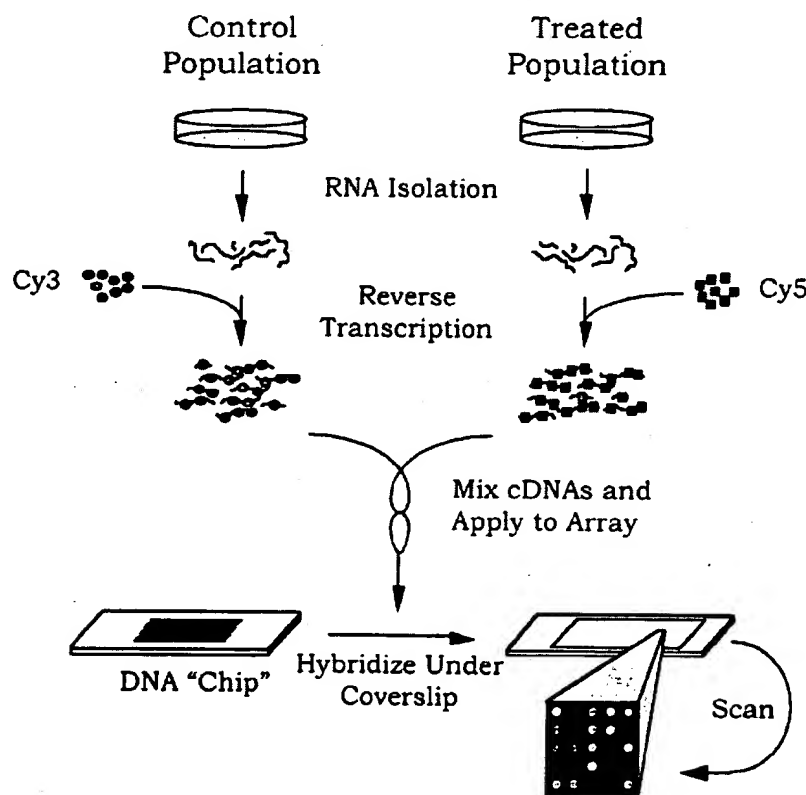 Control
Population
Treated
Population
RNA Isolation
Cy3
Reverse
Transcription
Cy5
Mix cDNAs and
Apply to Array
DNA "Chip"
Hybridize Under
Coverslip
Scan